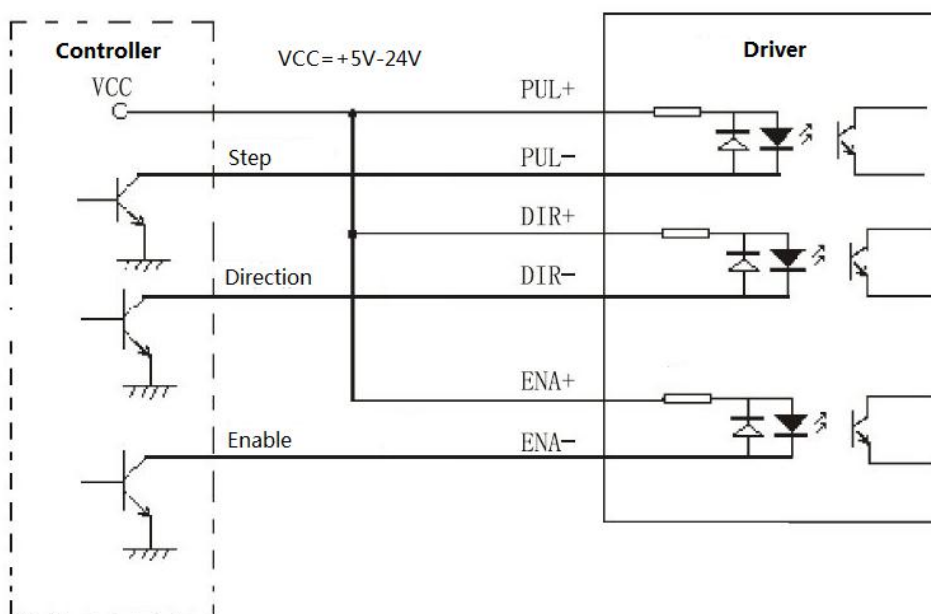 Controller
VCC=+5V-24V
Driver
VCC
PUL+
Step
PUL-
DIR+
Direction
DIR-
ENA+
Enable
ENA-